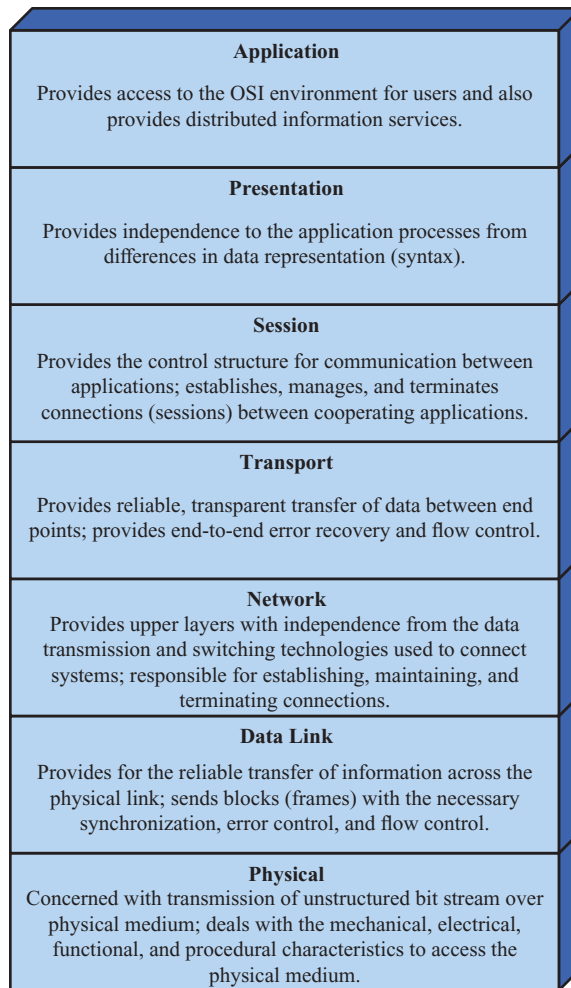 Application
Provides access to the OSI environment for users and also
provides distributed information services.
Presentation
Provides independence to the application processes from
differences in data representation (syntax).
Session
Provides the control structure for communication between
applications; establishes, manages, and terminates
connections (sessions) between cooperating applications.
Transport
Provides reliable, transparent transfer of data between end
points; provides end-to-end error recovery and flow control.
Network
Provides upper layers with independence from the data
transmission and switching technologies used to connect
systems; responsible for establishing, maintaining, and
terminating connections.
Data Link
Provides for the reliable transfer of information across the
physical link; sends blocks (frames) with the necessary
synchronization, error control, and flow control.
Physical
Concerned with transmission of unstructured bit stream over
physical medium; deals with the mechanical, electrical,
functional, and procedural characteristics to access the
physical medium.